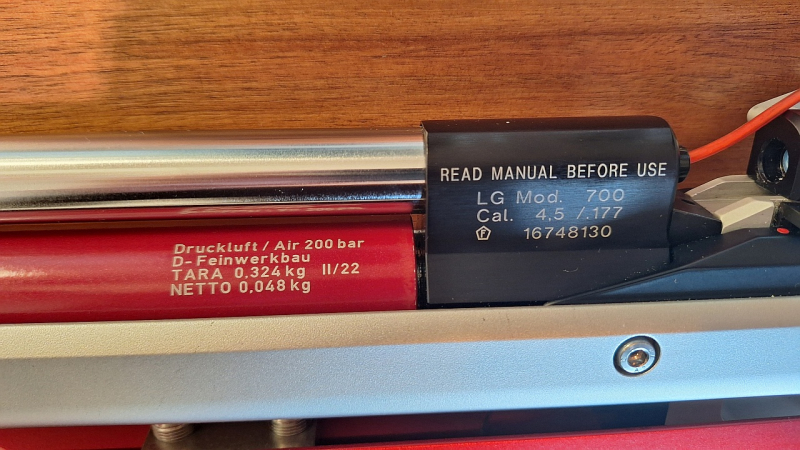 READ MANUAL BEFORE USE
LG Mod. 700
Cal. 4,5 /.177
F 16748130
Druckluft / Air 200 bar
D-Feinwerkbau
TARA 0,324 kg II/22
NETTO 0,048 kg